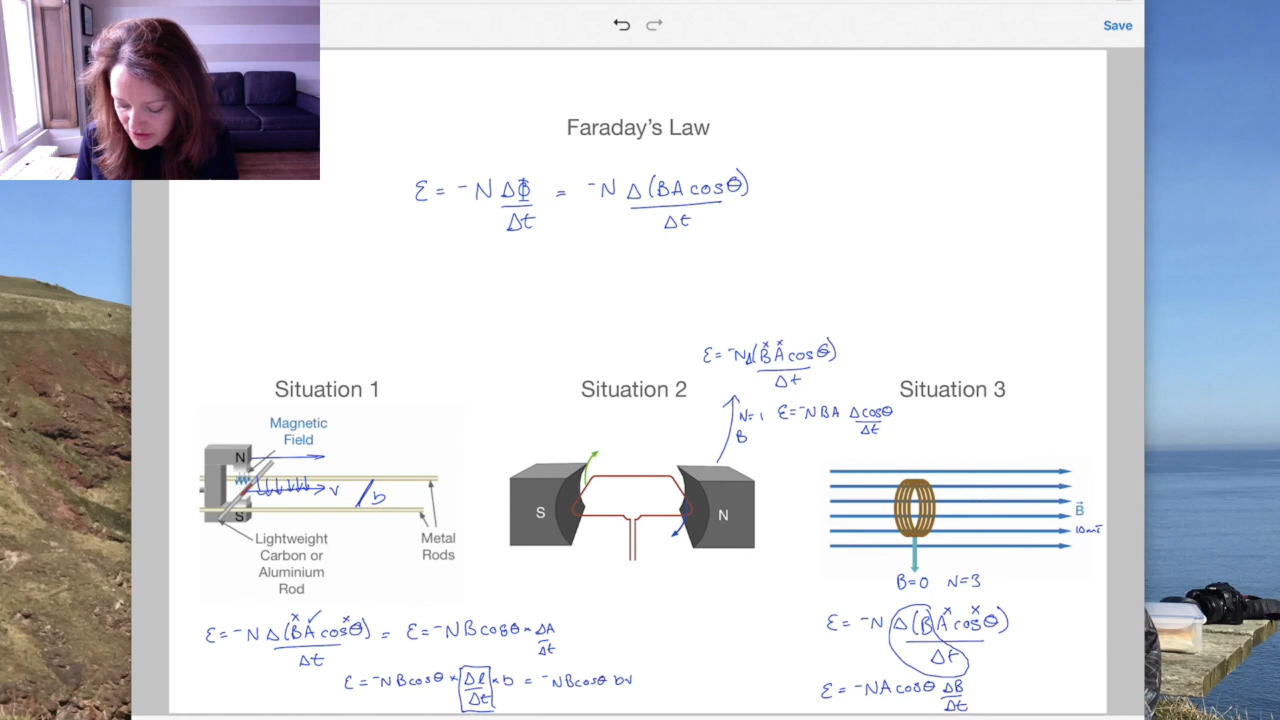 Save
Faraday's Law
ε = -N ΔΦ/Δt = -N Δ(BA cosθ)/Δt
ε = -NΔ(BA cosθ)/Δt
Situation 1
Situation 2
Situation 3
N=1 ε = -NBA Δcosθ/Δt
B
Magnetic
Field
N
v
b
S
S
N
B
10mT
Lightweight
Carbon or
Aluminium
Rod
Metal
Rods
B=0 N=3
ε = -N Δ(BA cosθ)/Δt = ε = -NB cosθ × ΔA/Δt
ε = -N Δ(BA cosθ)/Δt
ε = -NB cosθ × Δl/Δt × b = -NB cosθ bv
ε = -NA cosθ ΔB/Δt